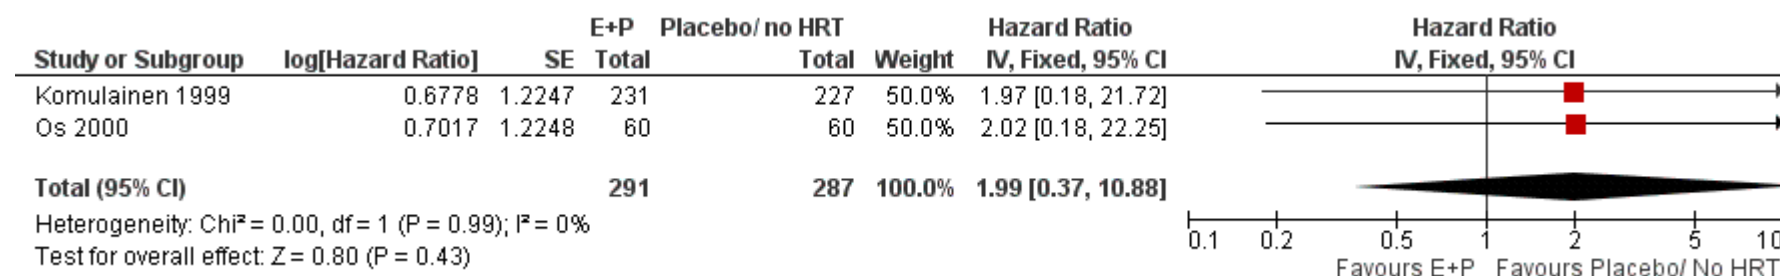 E+P Placebo/ no HRT Hazard Ratio Hazard Ratio
Study or Subgroup log[Hazard Ratio] SE Total Total Weight IV, Fixed, 95% CI IV, Fixed, 95% CI
Komulainen 1999 0.6778 1.2247 231 227 50.0% 1.97 [0.18, 21.72]
Os 2000 0.7017 1.2248 60 60 50.0% 2.02 [0.18, 22.25]
Total (95% CI) 291 287 100.0% 1.99 [0.37, 10.88]
Heterogeneity: Chi² = 0.00, df = 1 (P = 0.99); I² = 0%
Test for overall effect: Z = 0.80 (P = 0.43)
0.1 0.2 0.5 1 2 5 10
Favours E+P Favours Placebo/ No HRT